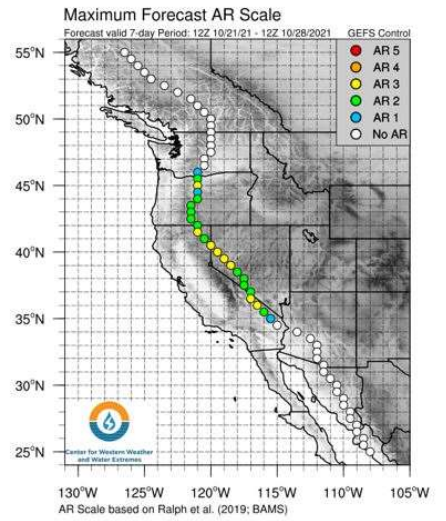 Maximum Forecast AR Scale
Forecast valid 7-day Period: 12Z 10/21/21 - 12Z 10/28/2021 GEFS Control
AR 5
AR 4
AR 3
AR 2
AR 1
No AR
55°N
50°N
45°N
40°N
35°N
30°N
25°N
Center for Western Weather
and Water Extremes
130°W 125°W 120°W 115°W 110°W 105°W
AR Scale based on Ralph et al. (2019; BAMS)